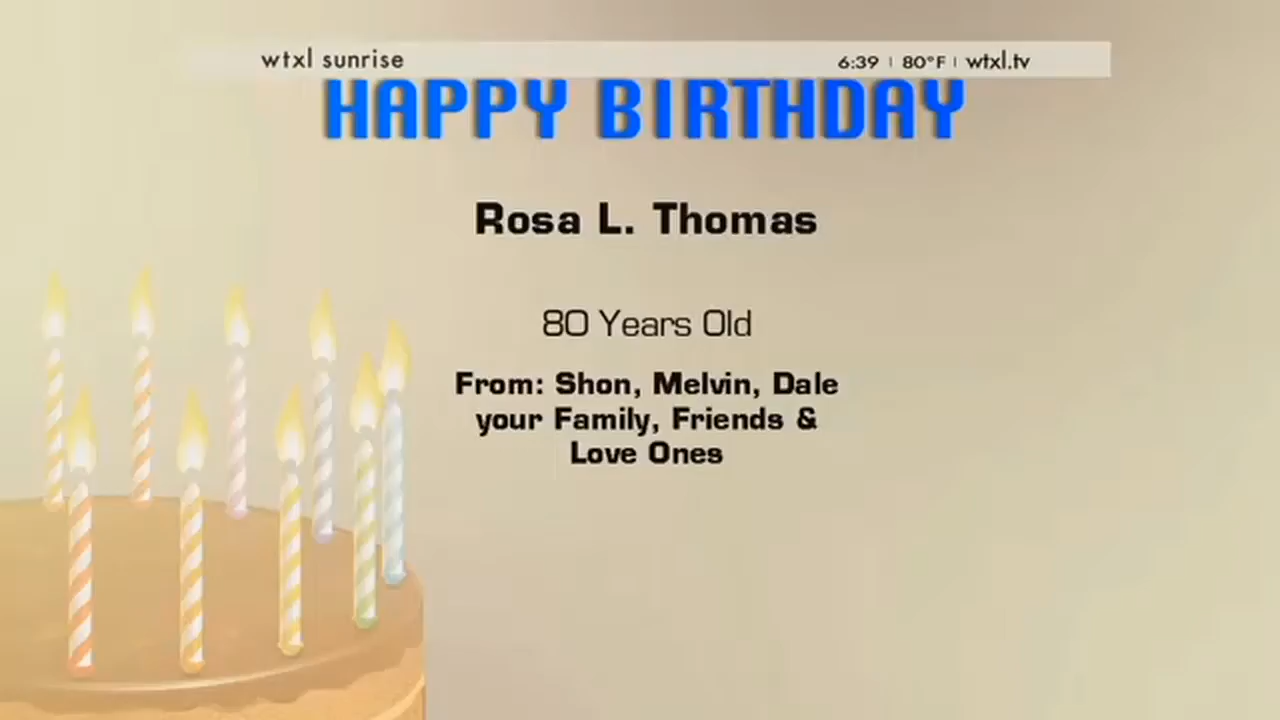 wtxl sunrise
6:39 | 80°F | wtxl.tv
HAPPY BIRTHDAY
Rosa L. Thomas
80 Years Old
From: Shon, Melvin, Dale
your Family, Friends &
Love Ones